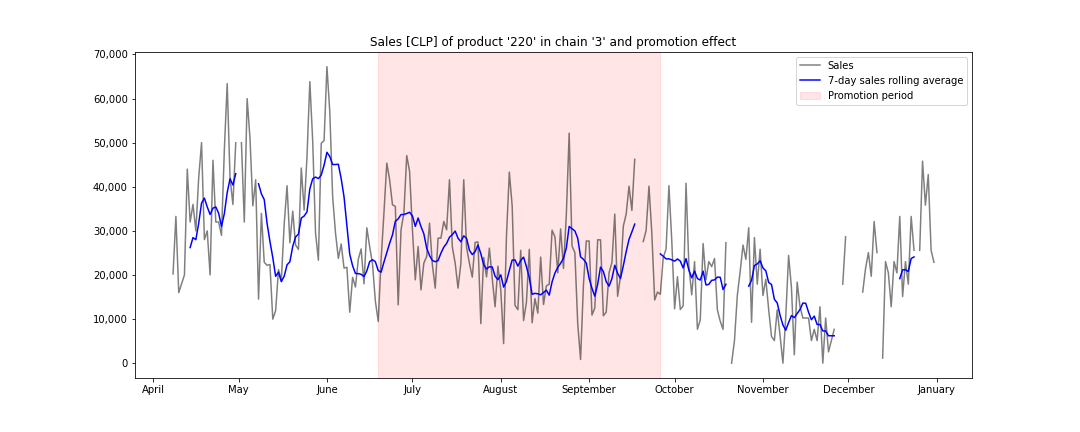 Sales [CLP] of product '220' in chain '3' and promotion effect
70,000
60,000
50,000
40,000
30,000
20,000
10,000
0
Sales
7-day sales rolling average
Promotion period
April May June July August September October November December January